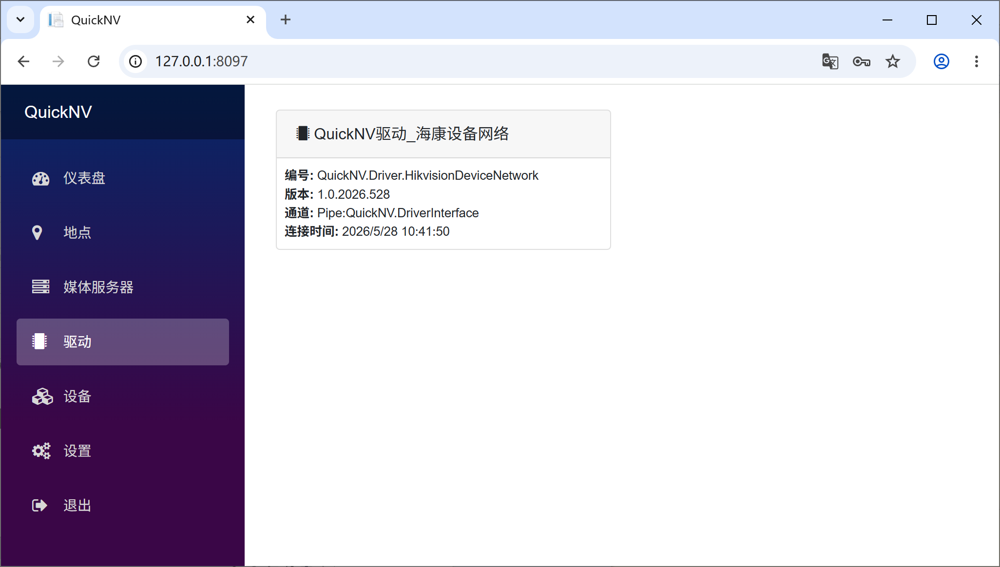 QuickNV
127.0.0.1:8097
QuickNV
仪表盘
地点
媒体服务器
驱动
设备
设置
退出
QuickNV驱动_海康设备网络
编号: QuickNV.Driver.HikvisionDeviceNetwork
版本: 1.0.2026.528
通道: Pipe:QuickNV.DriverInterface
连接时间: 2026/5/28 10:41:50